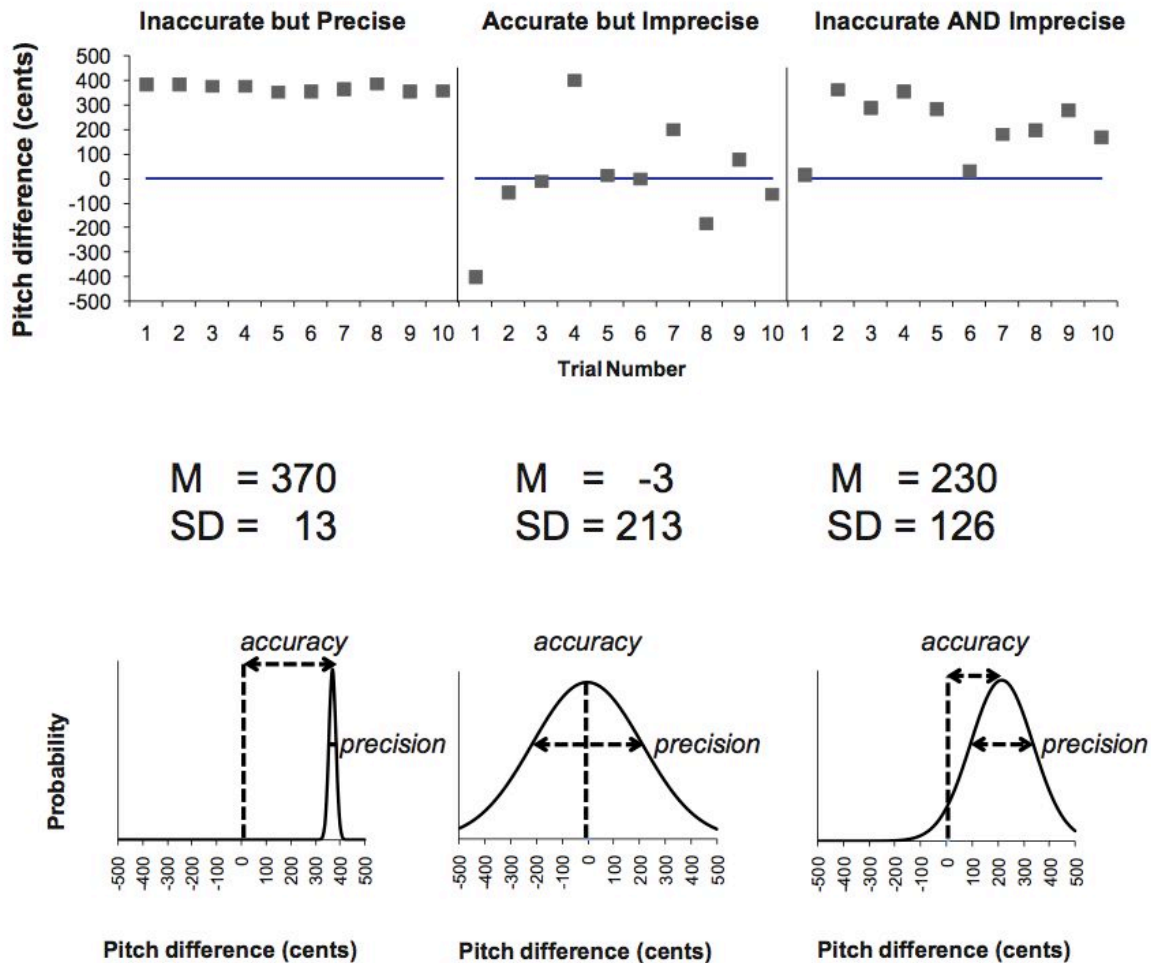 Inaccurate but Precise Accurate but Imprecise Inaccurate AND Imprecise
Pitch difference (cents)
500
400
300
200
100
0
-100
-200
-300
-400
-500
1 2 3 4 5 6 7 8 9 10 1 2 3 4 5 6 7 8 9 10 1 2 3 4 5 6 7 8 9 10
Trial Number
M = 370 M = -3 M = 230
SD = 13 SD = 213 SD = 126
accuracy accuracy accuracy
precision precision precision
Probability
-500 -400 -300 -200 -100 0 100 200 300 400 500 -500 -400 -300 -200 -100 0 100 200 300 400 500 -500 -400 -300 -200 -100 0 100 200 300 400 500
Pitch difference (cents) Pitch difference (cents) Pitch difference (cents)